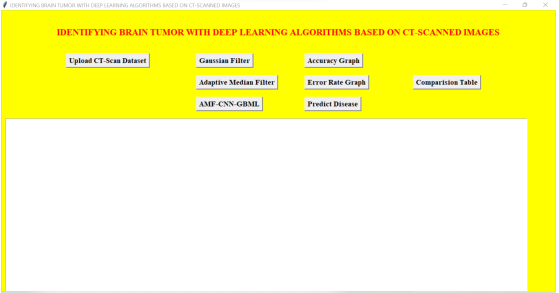 IDENTIFYING BRAIN TUMOR WITH DEEP LEARNING ALGORITHMS BASED ON CT-SCANNED IMAGES
IDENTIFYING BRAIN TUMOR WITH DEEP LEARNING ALGORITHMS BASED ON CT-SCANNED IMAGES
Upload CT-Scan Dataset Gaussian Filter Accuracy Graph
Adaptive Median Filter Error Rate Graph Comparision Table
AMF-CNN-GBML Predict Disease